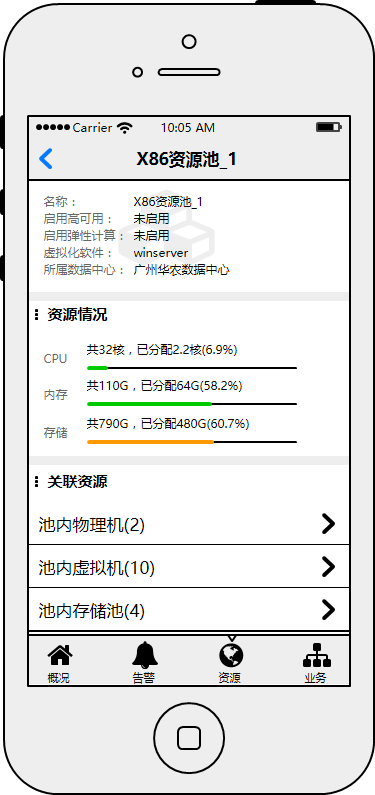 Carrier 10:05 AM
X86资源池_1
名称： X86资源池_1
启用高可用： 未启用
启用弹性计算： 未启用
虚拟化软件： winserver
所属数据中心： 广州华农数据中心
资源情况
CPU 共32核，已分配2.2核(6.9%)
内存 共110G，已分配64G(58.2%)
存储 共790G，已分配480G(60.7%)
关联资源
池内物理机(2)
池内虚拟机(10)
池内存储池(4)
概况 告警 资源 业务